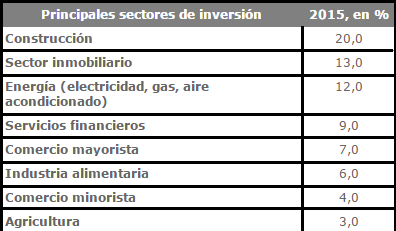 Principales sectores de inversión 2015, en %
Construcción 20,0
Sector inmobiliario 13,0
Energía (electricidad, gas, aire
acondicionado) 12,0
Servicios financieros 9,0
Comercio mayorista 7,0
Industria alimentaria 6,0
Comercio minorista 4,0
Agricultura 3,0